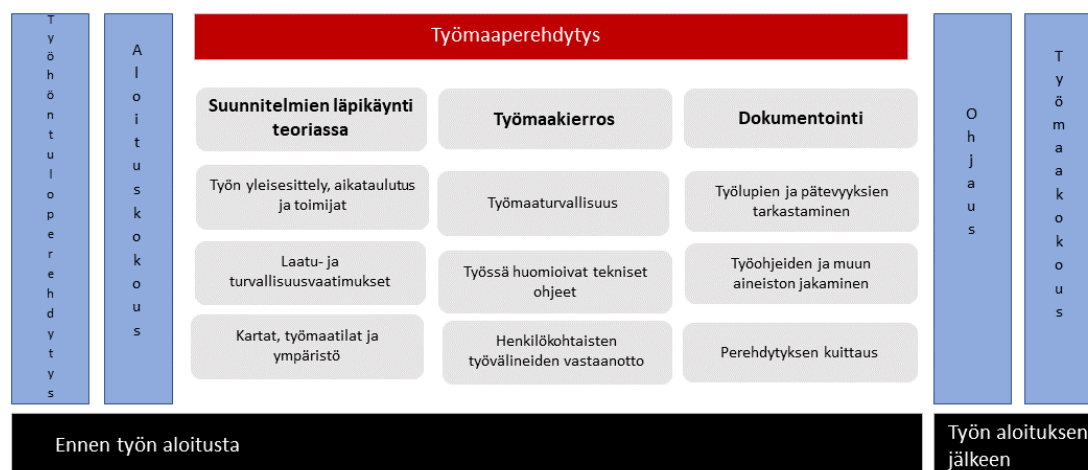 Työhöntuloperehdytys
Aloituskokous
Työmaaperehdytys
Suunnitelmien läpikäynti
teoriassa
Työn yleisesittely, aikataulutus
ja toimijat
Laatu- ja
turvallisuusvaatimukset
Kartat, työmaatilat ja
ympäristö
Työmaakierros
Työmaaturvallisuus
Työssä huomioivat tekniset
ohjeet
Henkilökohtaisten
työvälineiden vastaanotto
Dokumentointi
Työlupien ja pätevyyksien
tarkastaminen
Työohjeiden ja muun
aineiston jakaminen
Perehdytyksen kuittaus
Ohjaus
Työmaakokous
Ennen työn aloitusta
Työn aloituksen
jälkeen